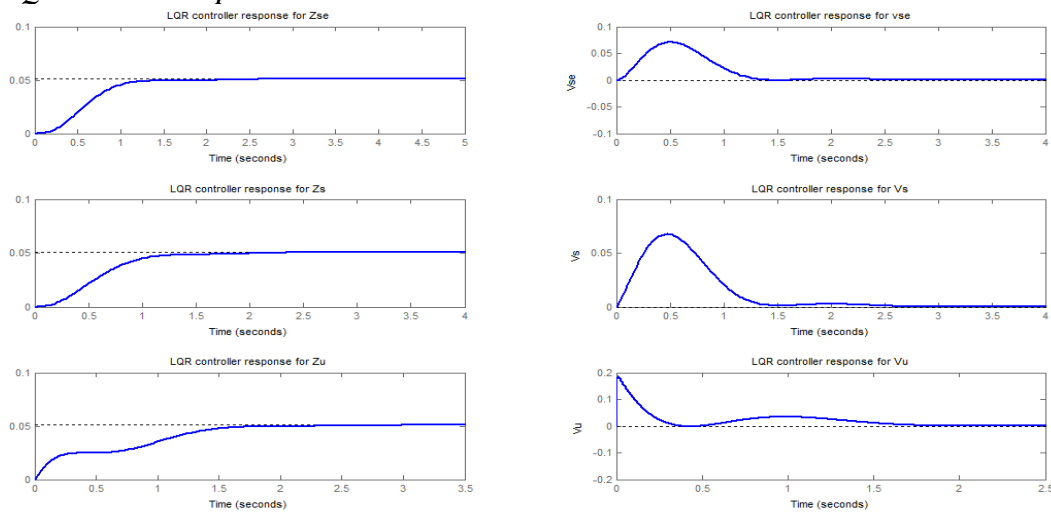 LQR controller response for Zse
0.1
0.05
0
0 0.5 1 1.5 2 2.5 3 3.5 4 4.5 5
Time (seconds)
LQR controller response for vse
0.1
0.05
0
-0.05
-0.1
Vse
0 0.5 1 1.5 2 2.5 3 3.5 4
Time (seconds)
LQR controller response for Zs
0.1
0.05
0
0 0.5 1 1.5 2 2.5 3 3.5 4
Time (seconds)
LQR controller response for Vs
0.1
0.05
0
Vs
0 0.5 1 1.5 2 2.5 3 3.5 4
Time (seconds)
LQR controller response for Zu
0.1
0.05
0
0 0.5 1 1.5 2 2.5 3 3.5
Time (seconds)
LQR controller response for Vu
0.2
0.1
0
-0.1
-0.2
Vu
0 0.5 1 1.5 2 2.5
Time (seconds)